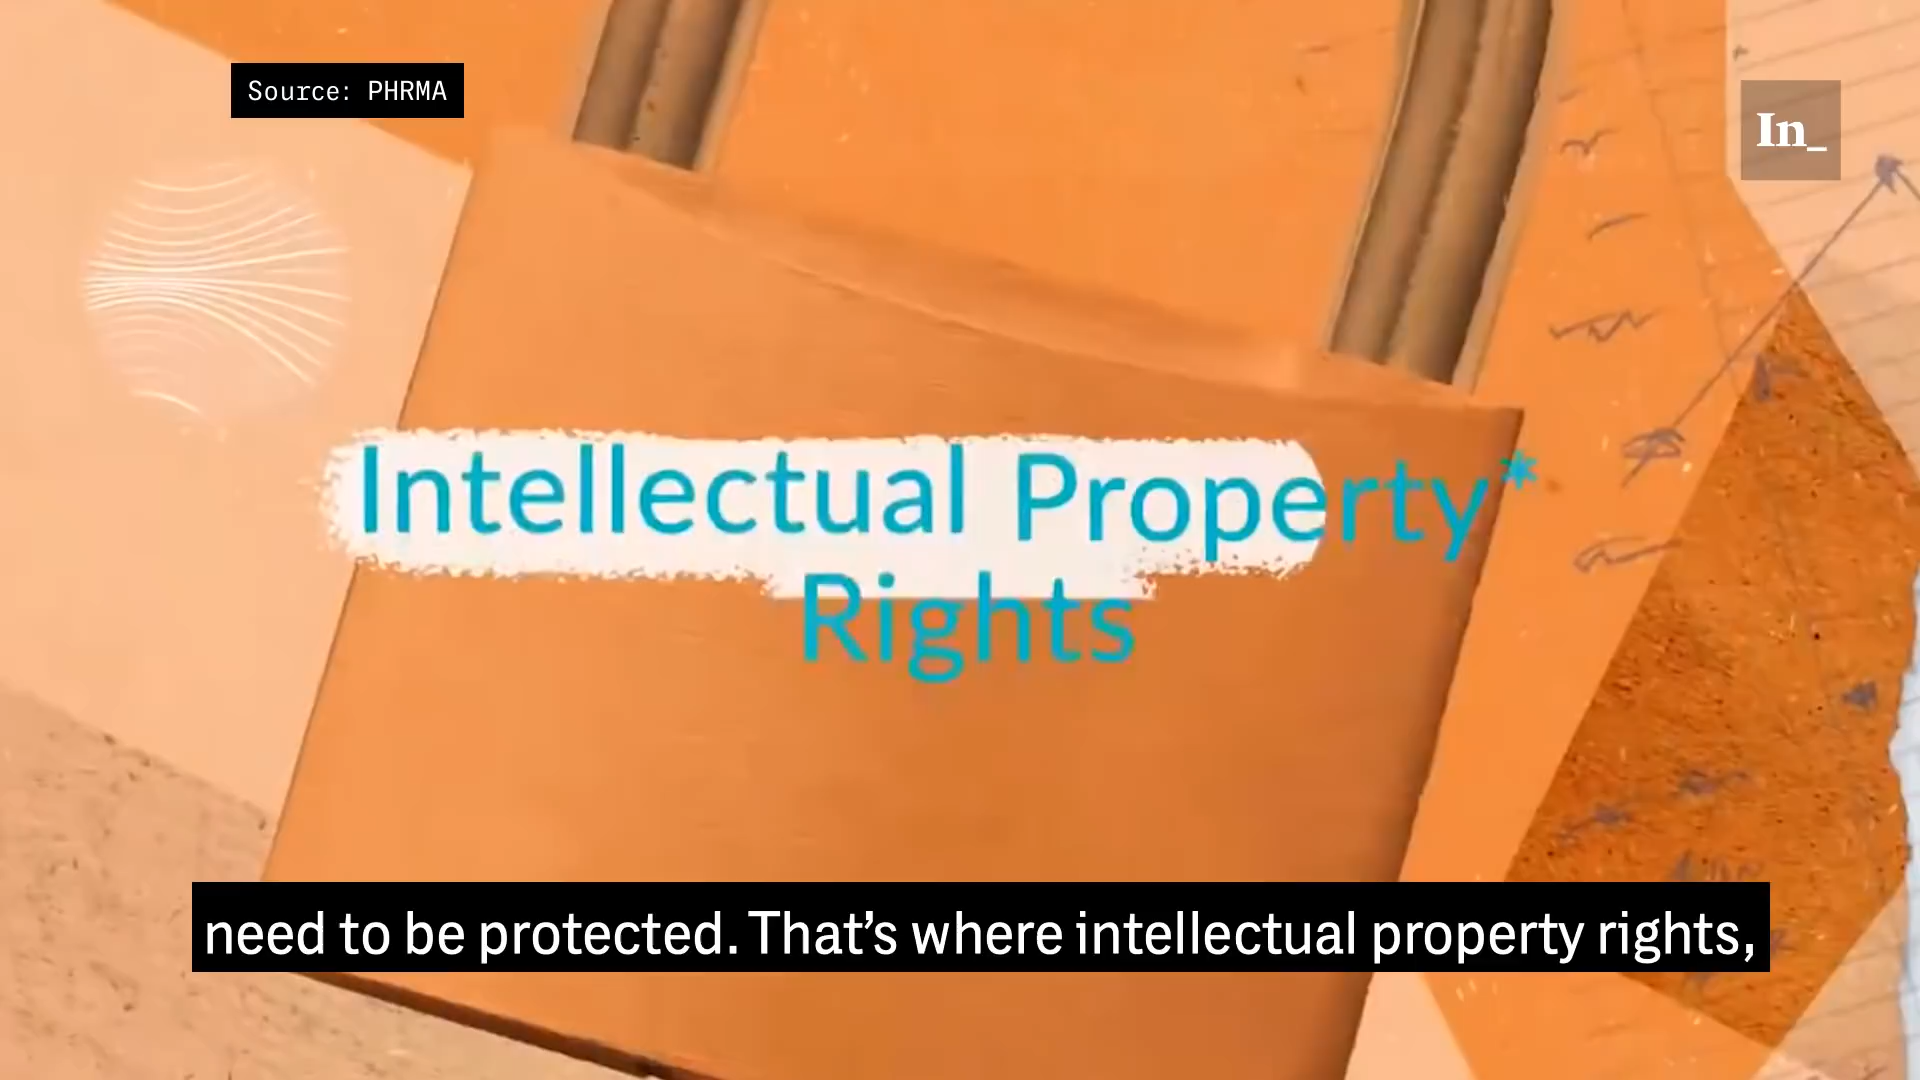 Source: PHRMA
In_
Intellectual Property*
Rights
need to be protected. That’s where intellectual property rights,